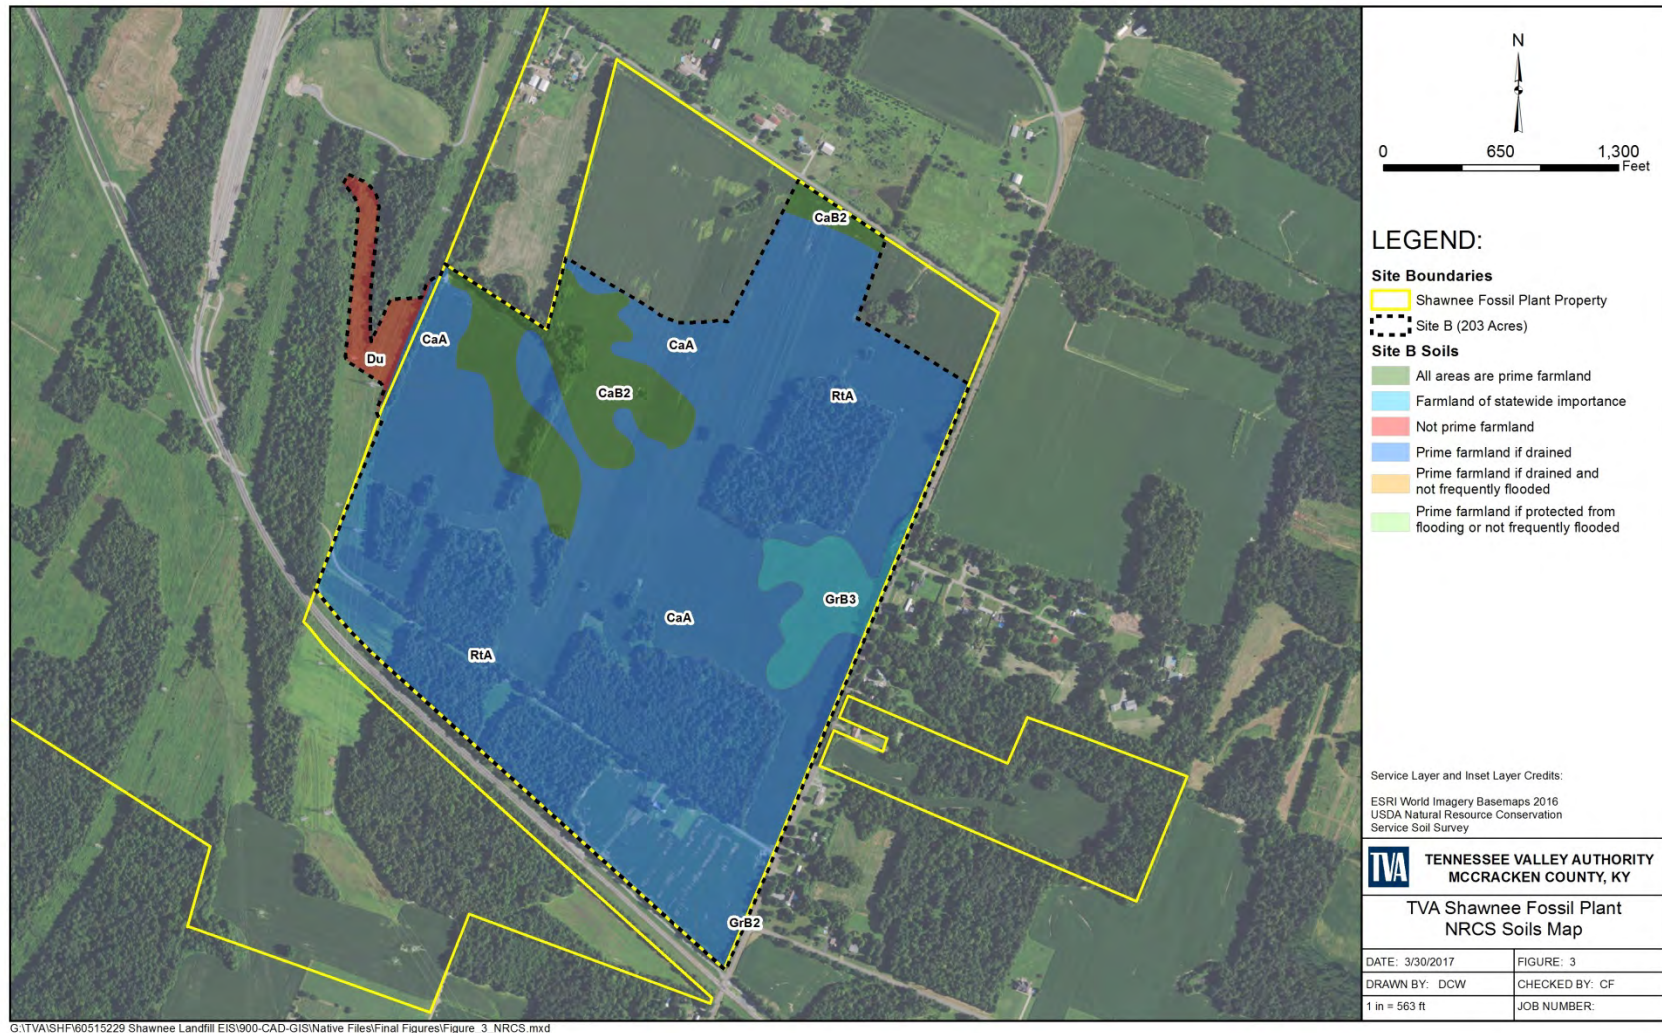 CaB2
CaA
CaA
Du
CaB2
RtA
GrB3
CaA
RtA
GrB2
N
0 650 1,300
Feet
LEGEND:
Site Boundaries
Shawnee Fossil Plant Property
Site B (203 Acres)
Site B Soils
All areas are prime farmland
Farmland of statewide importance
Not prime farmland
Prime farmland if drained
Prime farmland if drained and
not frequently flooded
Prime farmland if protected from
flooding or not frequently flooded
Service Layer and Inset Layer Credits:
ESRI World Imagery Basemaps 2016
USDA Natural Resource Conservation
Service Soil Survey
TVA
TENNESSEE VALLEY AUTHORITY
MCCRACKEN COUNTY, KY
TVA Shawnee Fossil Plant
NRCS Soils Map
DATE: 3/30/2017 FIGURE: 3
DRAWN BY: DCW CHECKED BY: CF
1 in = 563 ft JOB NUMBER:
G:\TVA\SHF\60515229 Shawnee Landfill EIS\900-CAD-GIS\Native Files\Final Figures\Figure_3_NRCS.mxd